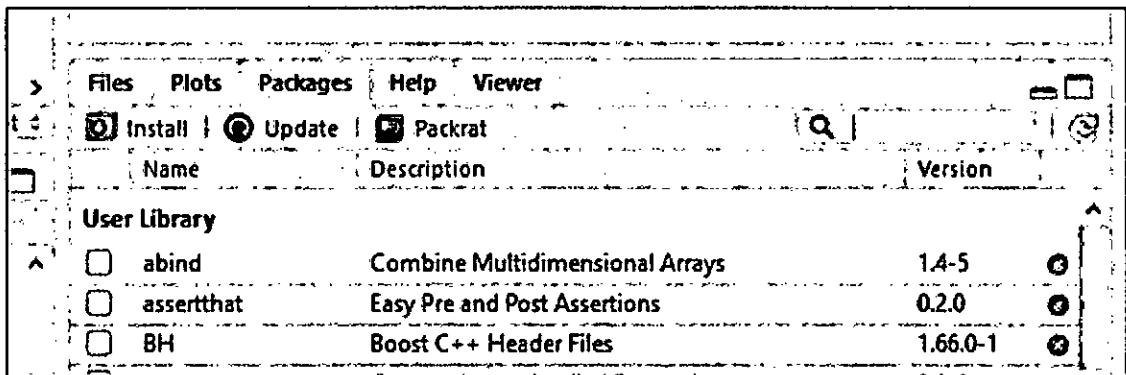 Files Plots Packages Help Viewer
Install Update Packrat
Name Description Version
User Library
abind Combine Multidimensional Arrays 1.4-5
assertthat Easy Pre and Post Assertions 0.2.0
BH Boost C++ Header Files 1.66.0-1